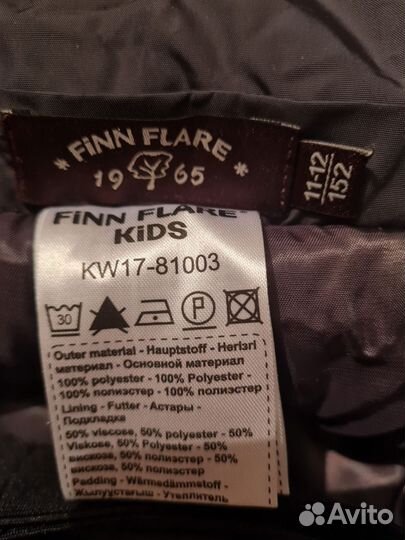 * FiNN FLARE *
19 65
11-12
152
FiNN FLARE
KiDS
KW17-81003
30
P
Outer material - Hauptstoff - Herisrl
материал - Основной материал
100% polyester - 100% Polyester -
100% полиэстер - 100% полиэстер
Lining - Futter - Астары -
Подкладка
50% viscose, 50% polyester - 50%
Viskose, 50% Polyester - 50%
вискоза, 50% полиэстер - 50%
вискоза, 50% полиэстер
Padding - Wärmedämmstoff -
Жылуутағыш - Утеплитель
Avito